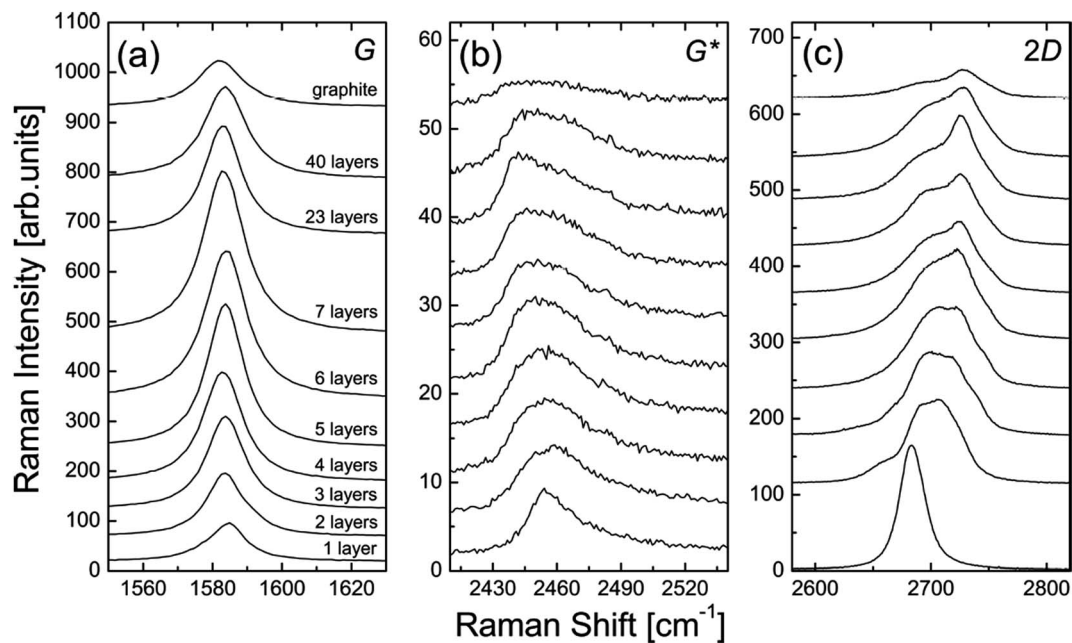 (a) G
1100
1000
900
800
700
600
500
400
300
200
100
0
graphite
40 layers
23 layers
7 layers
6 layers
5 layers
4 layers
3 layers
2 layers
1 layer
1560 1580 1600 1620
(b) G*
60
50
40
30
20
10
0
2430 2460 2490 2520
(c) 2D
700
600
500
400
300
200
100
0
2600 2700 2800
Raman Intensity [arb.units]
Raman Shift [cm⁻¹]